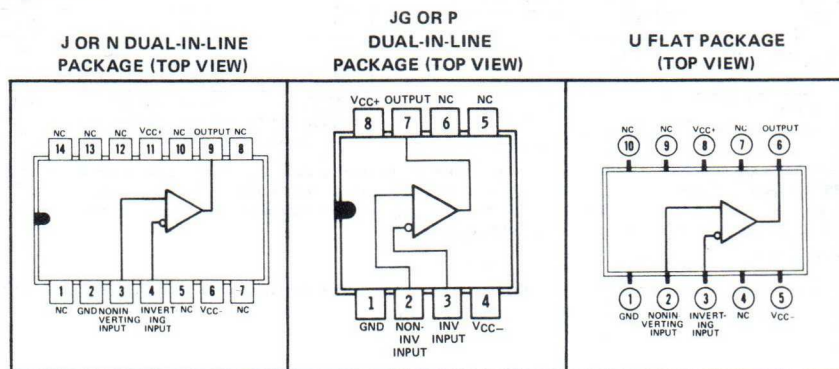 J OR N DUAL-IN-LINE
PACKAGE (TOP VIEW)
NC NC NC VCC+ NC OUTPUT NC
14 13 12 11 10 9 8
1 2 3 4 5 6 7
NC GND NONIN INVERT NC VCC- NC
VERTING ING
INPUT INPUT
JG OR P
DUAL-IN-LINE
PACKAGE (TOP VIEW)
VCC+ OUTPUT NC NC
8 7 6 5
1 2 3 4
GND NON- INV VCC-
INV INPUT
INPUT
U FLAT PACKAGE
(TOP VIEW)
NC NC VCC+ NC OUTPUT
10 9 8 7 6
1 2 3 4 5
GND NONIN INVERT- NC VCC-
VERTING ING
INPUT INPUT